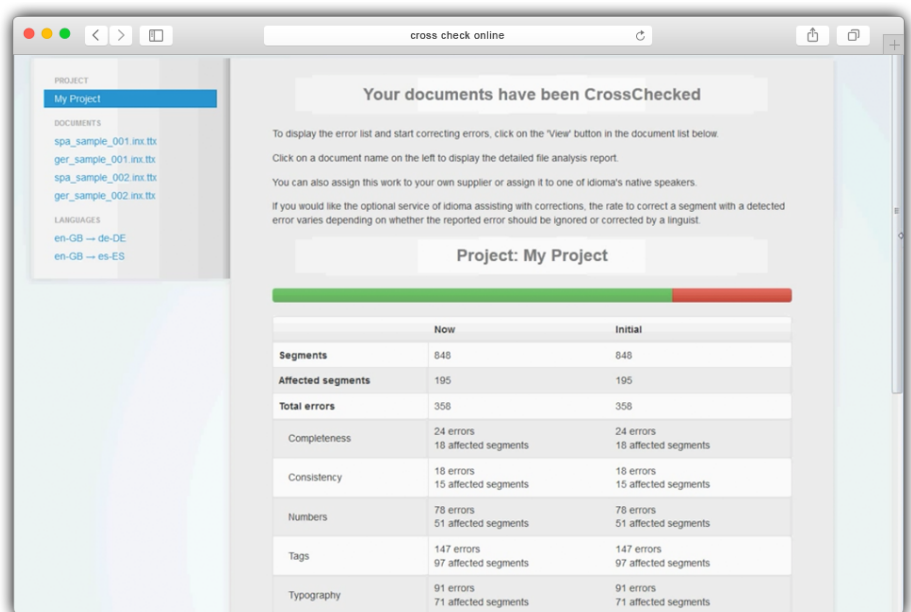 cross check online
PROJECT
My Project
DOCUMENTS
spa_sample_001.inx.ttx
ger_sample_001.inx.ttx
spa_sample_002.inx.ttx
ger_sample_002.inx.ttx
LANGUAGES
en-GB → de-DE
en-GB → es-ES
Your documents have been CrossChecked
To display the error list and start correcting errors, click on the 'View' button in the document list below.
Click on a document name on the left to display the detailed file analysis report.
You can also assign this work to your own supplier or assign it to one of idioma's native speakers.
If you would like the optional service of idioma assisting with corrections, the rate to correct a segment with a detected
error varies depending on whether the reported error should be ignored or corrected by a linguist.
Project: My Project
Now Initial
Segments 848 848
Affected segments 195 195
Total errors 358 358
Completeness 24 errors 24 errors
18 affected segments 18 affected segments
Consistency 18 errors 18 errors
15 affected segments 15 affected segments
Numbers 78 errors 78 errors
51 affected segments 51 affected segments
Tags 147 errors 147 errors
97 affected segments 97 affected segments
Typography 91 errors 91 errors
71 affected segments 71 affected segments